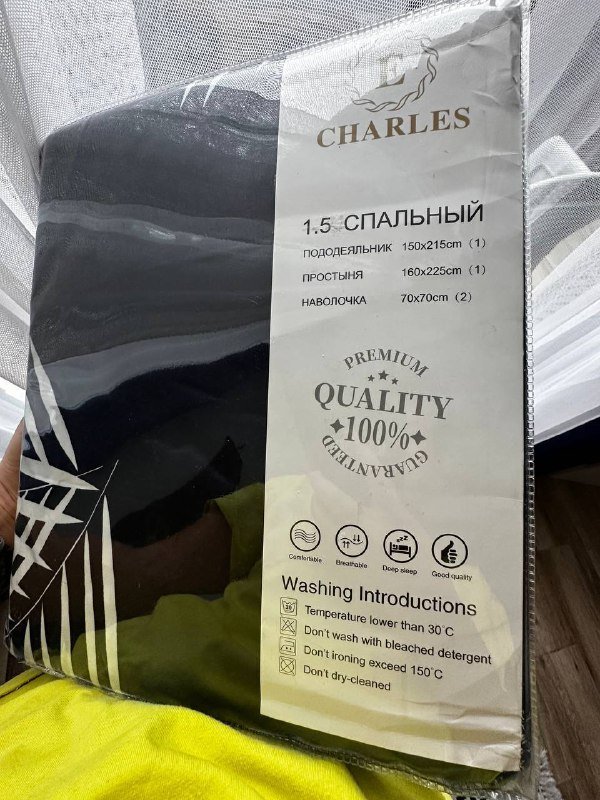 E
CHARLES
1.5 СПАЛЬНЫЙ
ПОДОДЕЯЛЬНИК 150x215cm (1)
ПРОСТЫНЯ 160x225cm (1)
НАВОЛОЧКА 70x70cm (2)
PREMIUM
QUALITY
100%
GUARANTEED
Comfortable
Breathable
Deep sleep
Good quality
Washing Introductions
30
Temperature lower than 30°C
Don't wash with bleached detergent
Don't ironing exceed 150°C
Don't dry-cleaned